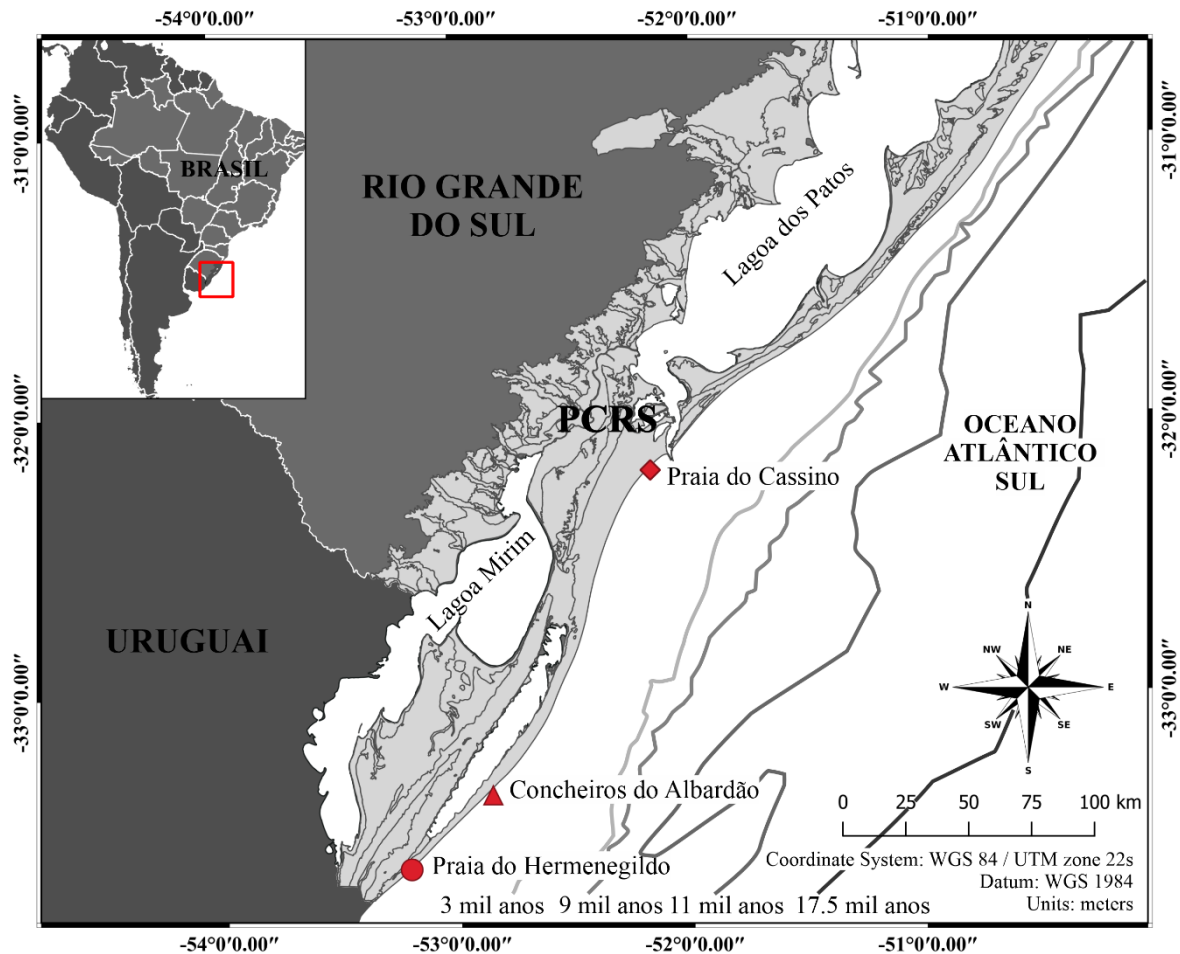 -54°0'0.00″ -53°0'0.00″ -52°0'0.00″ -51°0'0.00″
BRASIL
RIO GRANDE
DO SUL
Lagoa dos Patos
-31°0'0.00″
-31°0'0.00″
PCRS
OCEANO
ATLÂNTICO
SUL
-32°0'0.00″
-32°0'0.00″
Praia do Cassino
Lagoa Mirim
URUGUAI
N
NW NE
W E
SW SE
S
-33°0'0.00″
-33°0'0.00″
Concheiros do Albardão
0 25 50 75 100 km
Praia do Hermenegildo
Coordinate System: WGS 84 / UTM zone 22s
Datum: WGS 1984
Units: meters
3 mil anos 9 mil anos 11 mil anos 17.5 mil anos
-54°0'0.00″ -53°0'0.00″ -52°0'0.00″ -51°0'0.00″